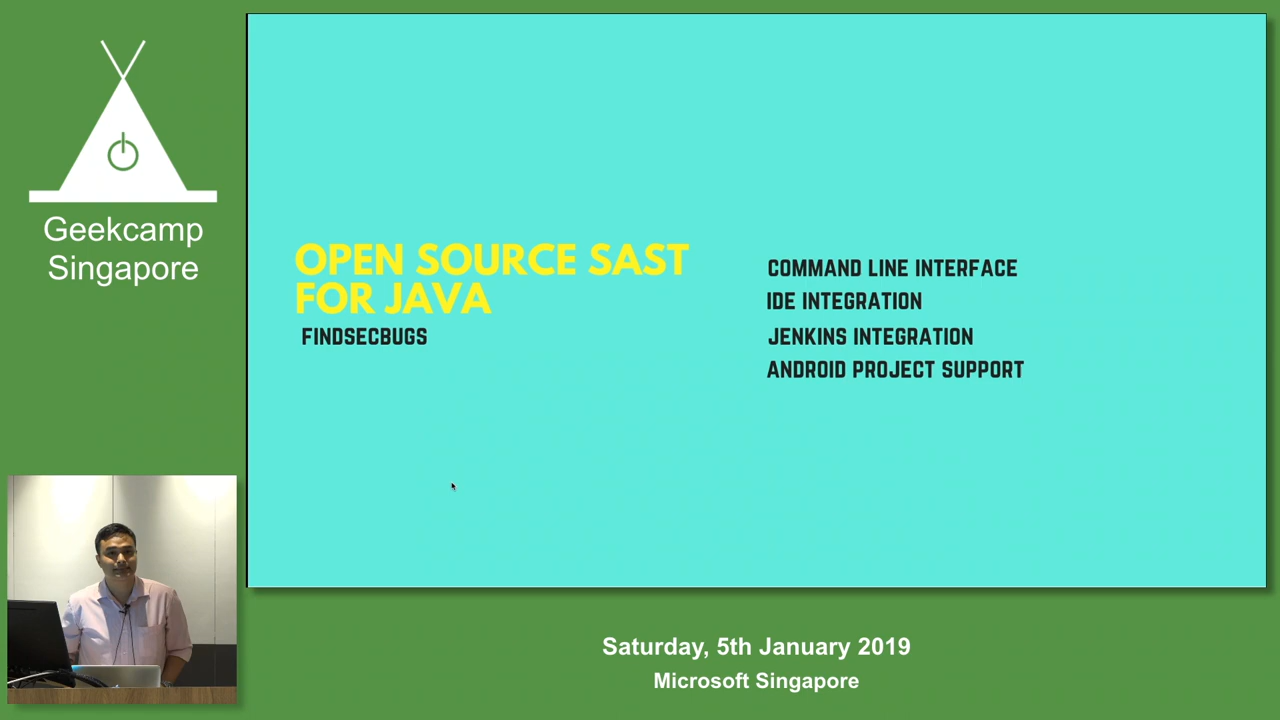 Geekcamp
Singapore
OPEN SOURCE SAST
FOR JAVA
FINDSECBUGS
COMMAND LINE INTERFACE
IDE INTEGRATION
JENKINS INTEGRATION
ANDROID PROJECT SUPPORT
Saturday, 5th January 2019
Microsoft Singapore